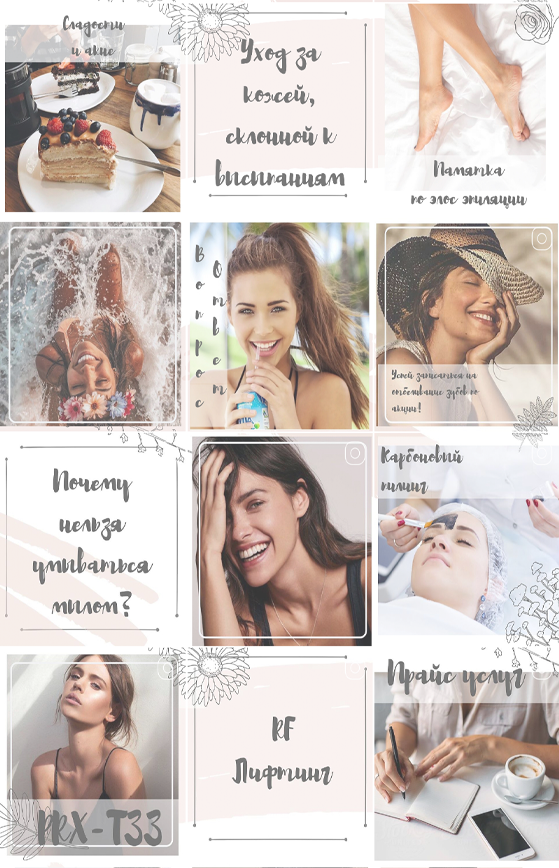 Сладости
и акне
Уход за
кожей,
склонной к
высыпаниям
Памятка
по элос эпиляции
Вопрос
Ответ
Успей записаться на
отбеливание зубов по
акции!
Почему
нельзя
умываться
мылом?
Карбоновый
пилинг
PRX-T33
RF
Лифтинг
Прайс услуг